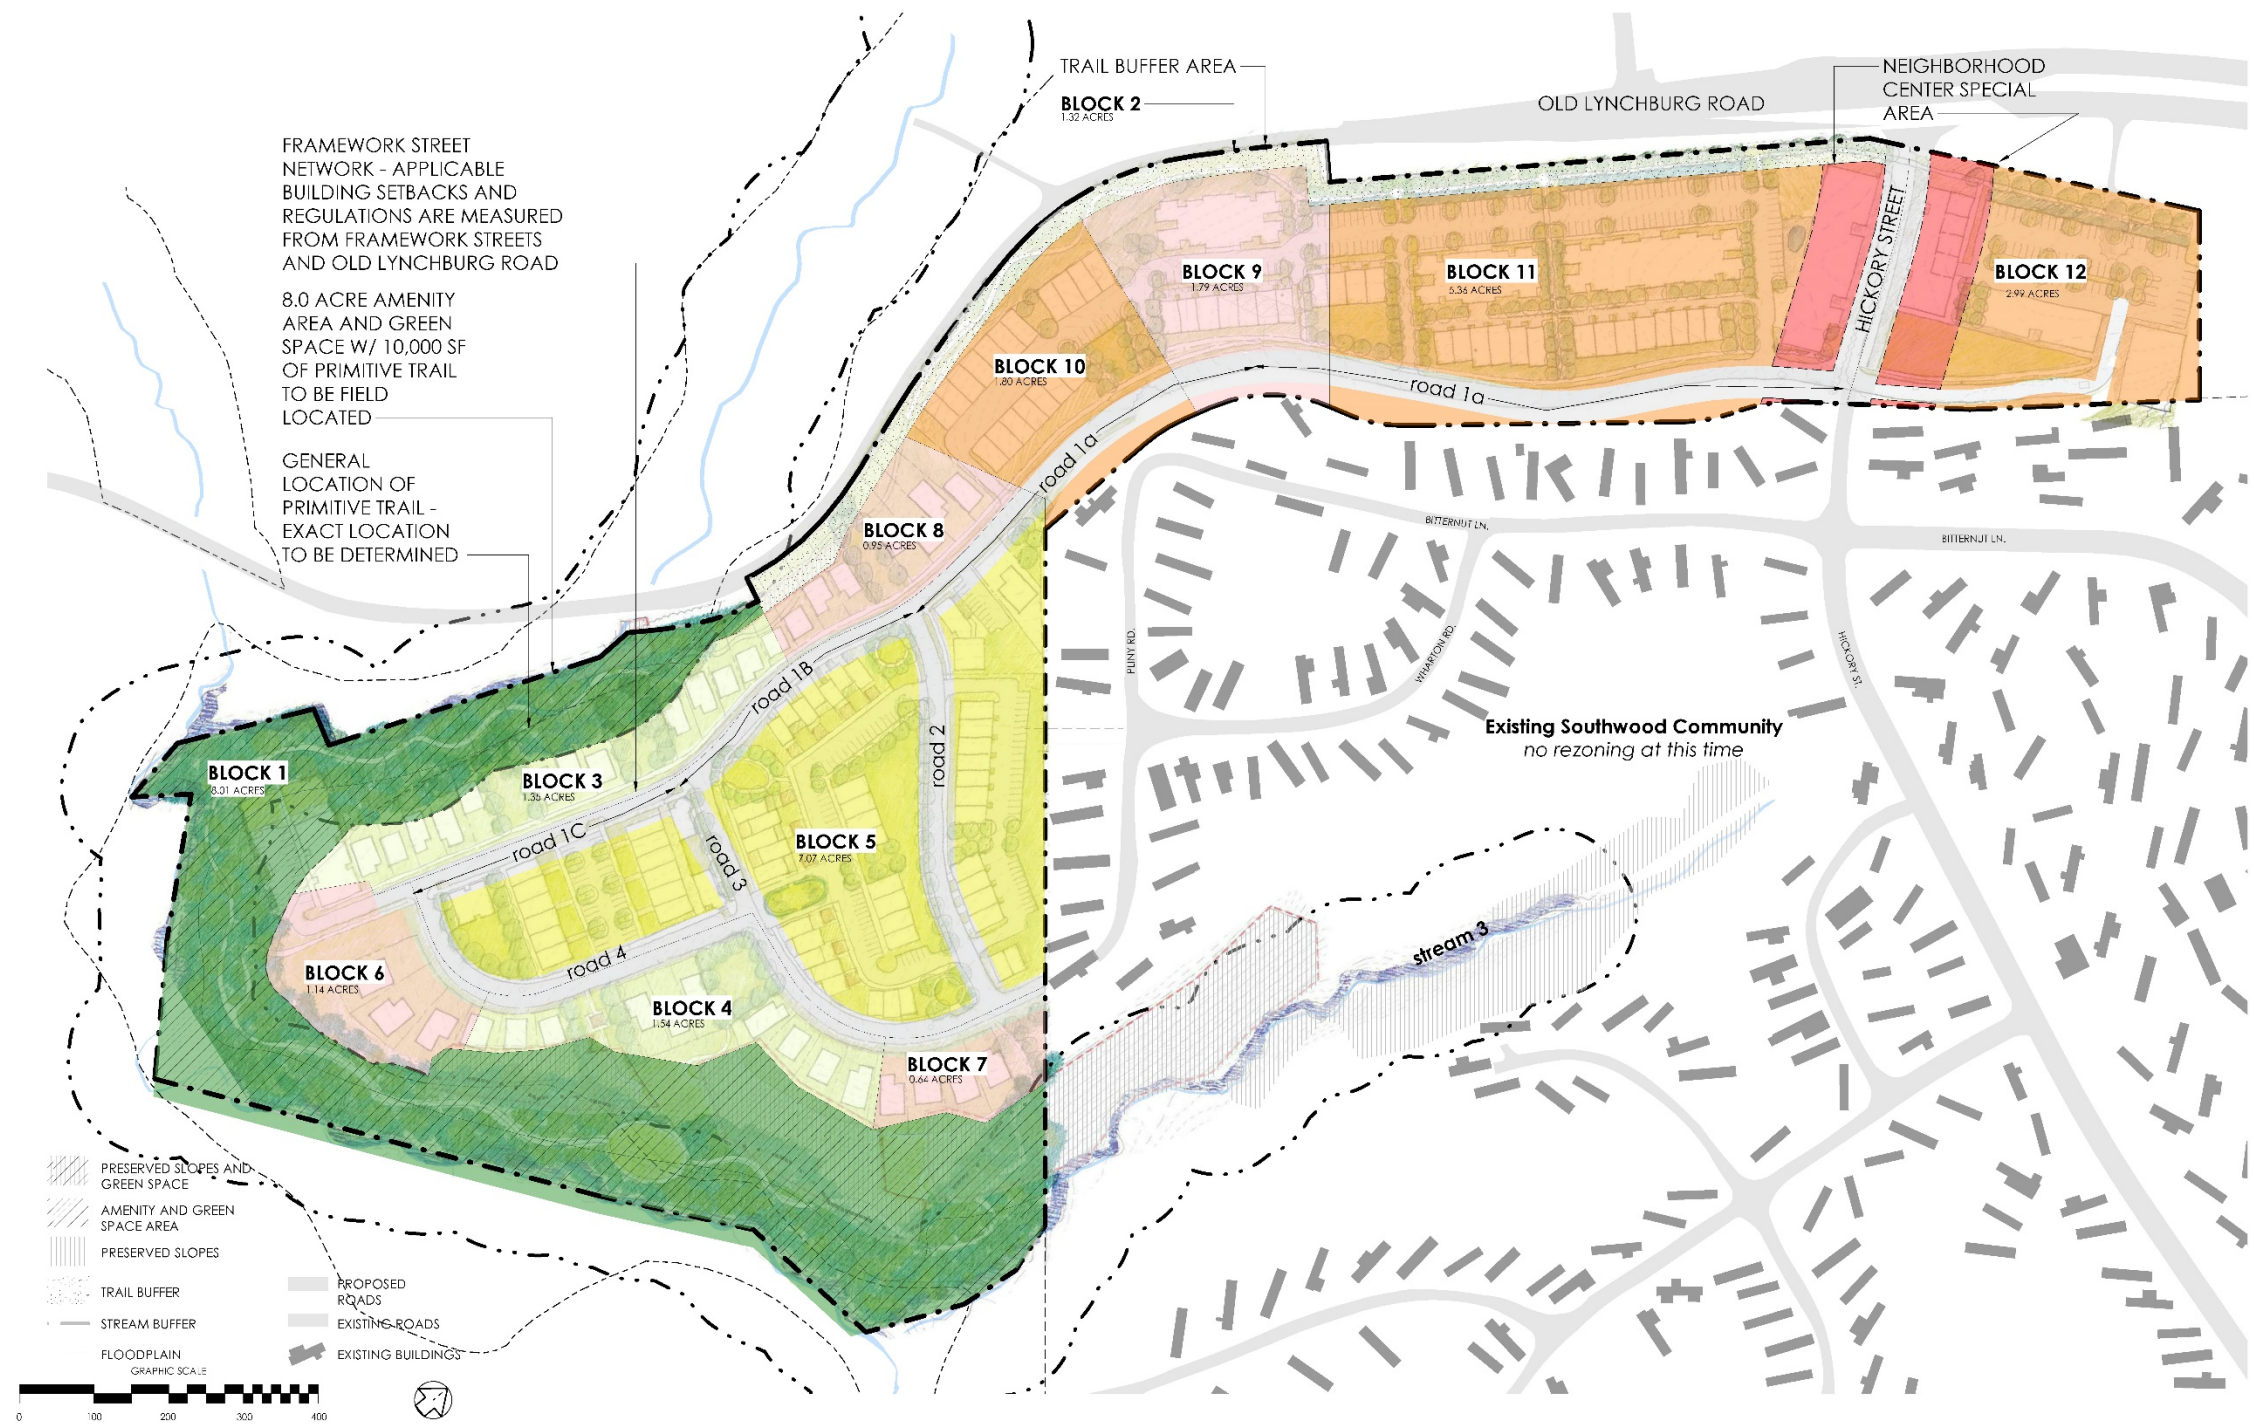 TRAIL BUFFER AREA
BLOCK 2
1.32 ACRES
OLD LYNCHBURG ROAD
NEIGHBORHOOD
CENTER SPECIAL
AREA
FRAMEWORK STREET
NETWORK - APPLICABLE
BUILDING SETBACKS AND
REGULATIONS ARE MEASURED
FROM FRAMEWORK STREETS
AND OLD LYNCHBURG ROAD
8.0 ACRE AMENITY
AREA AND GREEN
SPACE W/ 10,000 SF
OF PRIMITIVE TRAIL
TO BE FIELD
LOCATED
GENERAL
LOCATION OF
PRIMITIVE TRAIL -
EXACT LOCATION
TO BE DETERMINED
BLOCK 9
1.79 ACRES
BLOCK 11
5.36 ACRES
HICKORY STREET
BLOCK 12
2.99 ACRES
BLOCK 10
1.80 ACRES
road 1a
road 1a
BLOCK 8
0.95 ACRES
BITTERNUT LN.
BITTERNUT LN.
PLINY RD.
WHARTON RD.
HICKORY ST.
road 1B
road 2
Existing Southwood Community
no rezoning at this time
BLOCK 1
8.01 ACRES
BLOCK 3
1.35 ACRES
road 1C
road 3
BLOCK 5
7.07 ACRES
stream 3
road 4
BLOCK 6
1.14 ACRES
BLOCK 4
1.54 ACRES
BLOCK 7
0.64 ACRES
PRESERVED SLOPES AND
GREEN SPACE
AMENITY AND GREEN
SPACE AREA
PRESERVED SLOPES
TRAIL BUFFER
STREAM BUFFER
FLOODPLAIN
PROPOSED
ROADS
EXISTING ROADS
EXISTING BUILDINGS
GRAPHIC SCALE
0 100 200 300 400